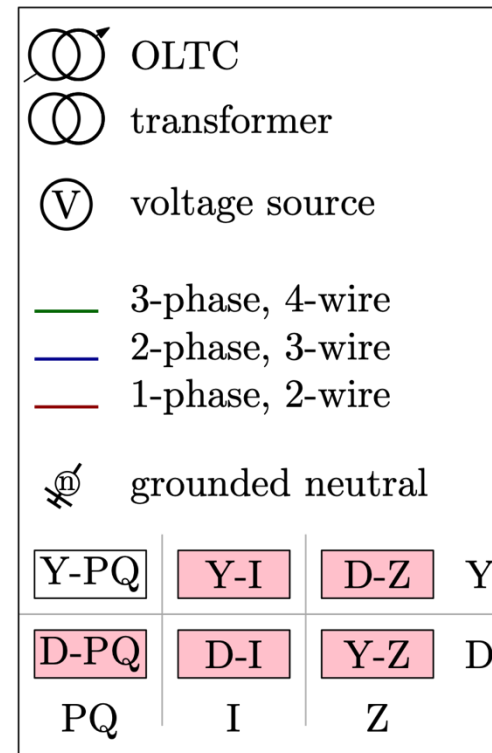 OLTC
transformer
V voltage source
3-phase, 4-wire
2-phase, 3-wire
1-phase, 2-wire
n grounded neutral
Y-PQ Y-I D-Z Y
D-PQ D-I Y-Z D
PQ I Z